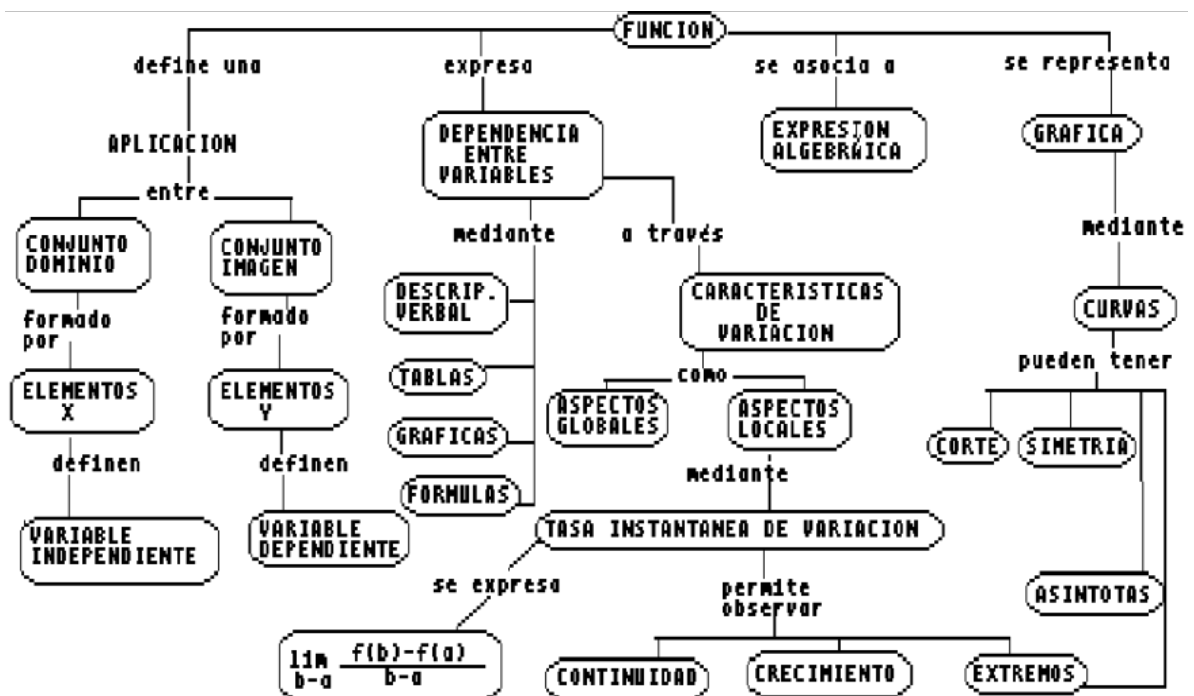 FUNCION
define una
expresa
se asocia a
se representa
APLICACION
DEPENDENCIA
ENTRE
VARIABLES
EXPRESION
ALGEBRÁICA
GRAFICA
entre
mediante
a través
mediante
CONJUNTO
DOMINIO
CONJUNTO
IMAGEN
DESCRIP.
VERBAL
CARACTERISTICAS
DE
VARIACION
CURVAS
formado
por
formado
por
pueden tener
TABLAS
como
ELEMENTOS
X
ELEMENTOS
Y
ASPECTOS
GLOBALES
ASPECTOS
LOCALES
GRAFICAS
CORTE
SIMETRIA
definen
definen
mediante
FORMULAS
VARIABLE
INDEPENDIENTE
VARIABLE
DEPENDIENTE
TASA INSTANTANEA DE VARIACION
se expresa
permite
observar
ASINTOTAS
lim f(b)-f(a)
b-a b-a
CONTINUIDAD
CRECIMIENTO
EXTREMOS